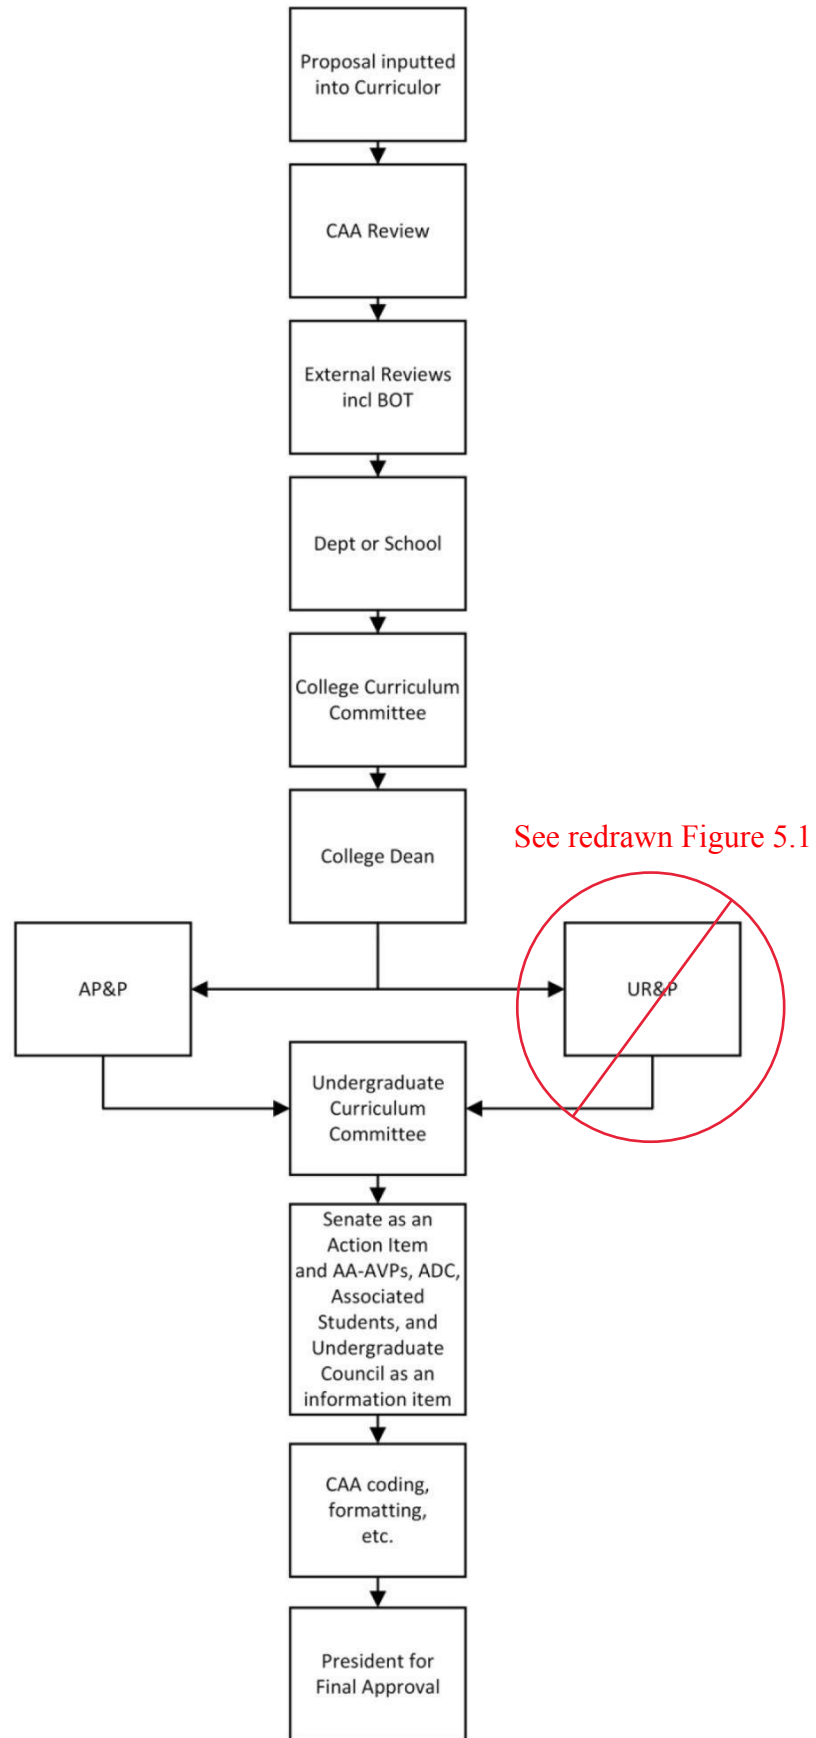 Proposal inputted
into Curriculor
CAA Review
External Reviews
incl BOT
Dept or School
College Curriculum
Committee
College Dean
See redrawn Figure 5.1
AP&P
UR&P
Undergraduate
Curriculum
Committee
Senate as an
Action Item
and AA-AVPs, ADC,
Associated
Students, and
Undergraduate
Council as an
information item
CAA coding,
formatting,
etc.
President for
Final Approval